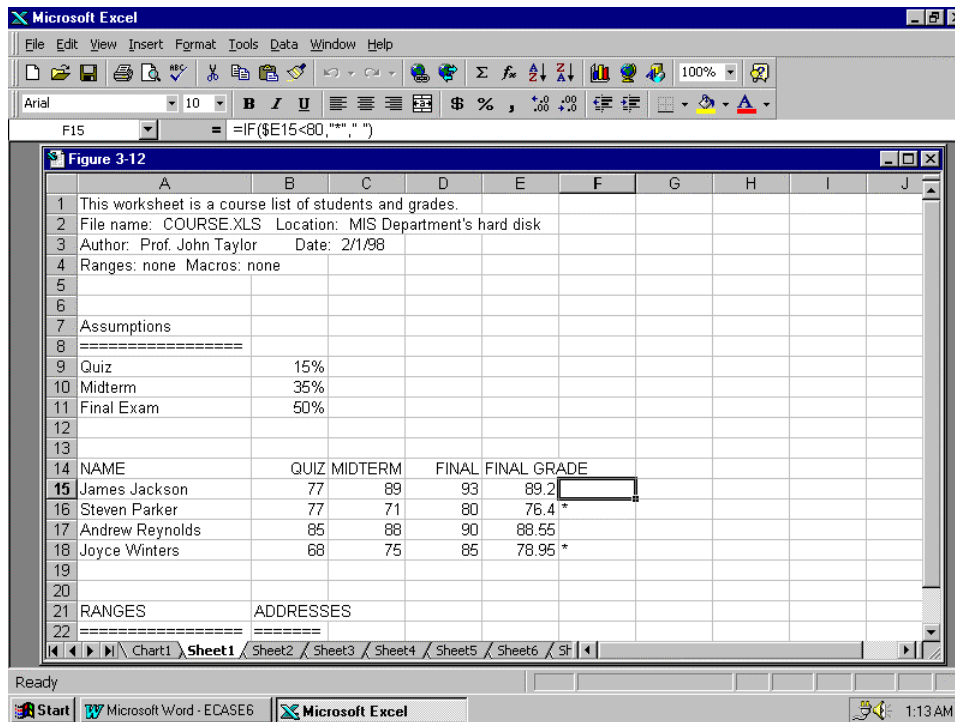 Microsoft Excel
File Edit View Insert Format Tools Data Window Help
100%
Arial 10 B I U $ % ,
F15 = =IF($E15<80,"*"," ")
Figure 3-12
A B C D E F G H I J
1 This worksheet is a course list of students and grades.
2 File name: COURSE.XLS Location: MIS Department's hard disk
3 Author: Prof. John Taylor Date: 2/1/98
4 Ranges: none Macros: none
5
6
7 Assumptions
8 =================
9 Quiz 15%
10 Midterm 35%
11 Final Exam 50%
12
13
14 NAME QUIZ MIDTERM FINAL FINAL GRADE
15 James Jackson 77 89 93 89.2
16 Steven Parker 77 71 80 76.4 *
17 Andrew Reynolds 85 88 90 88.55
18 Joyce Winters 68 75 85 78.95 *
19
20
21 RANGES ADDRESSES
22 ================= =======
Chart1 Sheet1 Sheet2 Sheet3 Sheet4 Sheet5 Sheet6 Sh
Ready
Start Microsoft Word - ECASE6 Microsoft Excel 1:13 AM